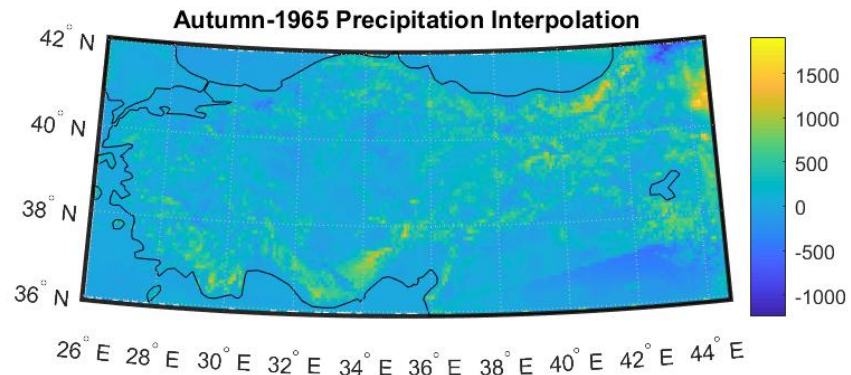 Autumn-1965 Precipitation Interpolation
42° N
40° N
38° N
36° N
26° E 28° E 30° E 32° E 34° E 36° E 38° E 40° E 42° E 44° E
1500
1000
500
0
-500
-1000